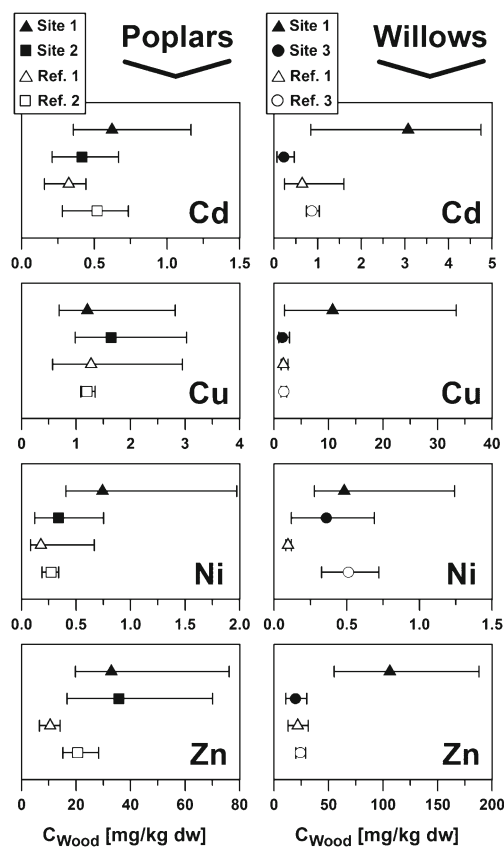 Site 1
Site 2
Ref. 1
Ref. 2
Poplars
Site 1
Site 3
Ref. 1
Ref. 3
Willows
Cd
0.0 0.5 1.0 1.5
Cd
0 1 2 3 4 5
Cu
0 1 2 3 4
Cu
0 10 20 30 40
Ni
0.0 0.5 1.0 1.5 2.0
Ni
0.0 0.5 1.0 1.5
Zn
0 20 40 60 80
Zn
0 50 100 150 200
CWood [mg/kg dw]
CWood [mg/kg dw]